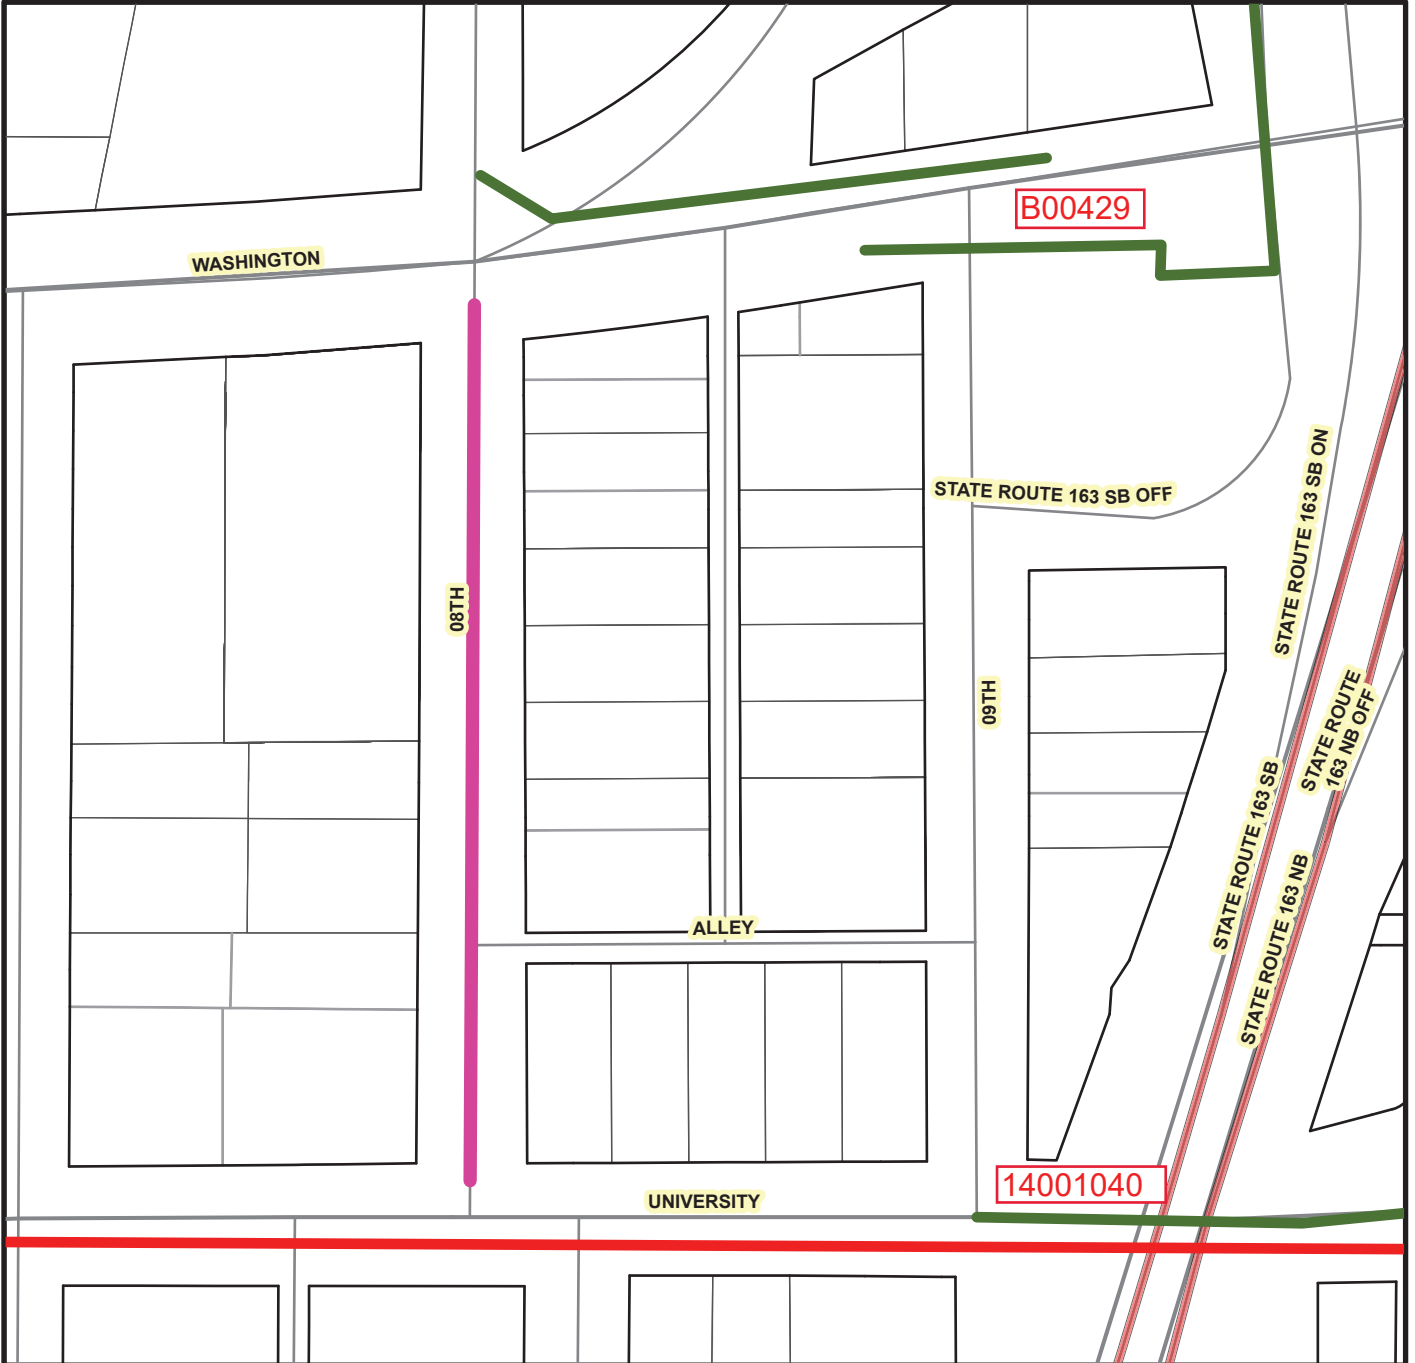 B00429
WASHINGTON
STATE ROUTE 163 SB OFF
STATE ROUTE 163 SB ON
08TH
09TH
STATE ROUTE
163 NB OFF
STATE ROUTE 163 SB
STATE ROUTE 163 NB
ALLEY
14001040
UNIVERSITY